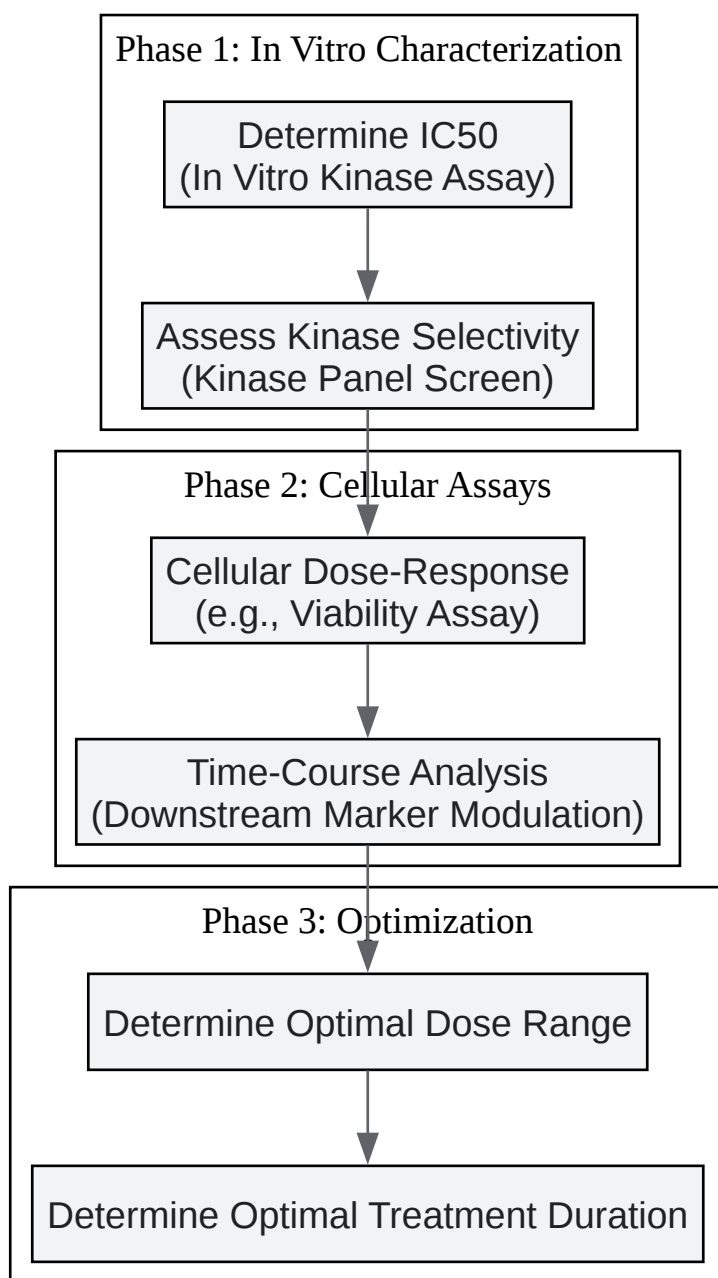 Phase 1: In Vitro Characterization
Determine IC50
(In Vitro Kinase Assay)
Assess Kinase Selectivity
(Kinase Panel Screen)
Phase 2: Cellular Assays
Cellular Dose-Response
(e.g., Viability Assay)
Time-Course Analysis
(Downstream Marker Modulation)
Phase 3: Optimization
Determine Optimal Dose Range
Determine Optimal Treatment Duration